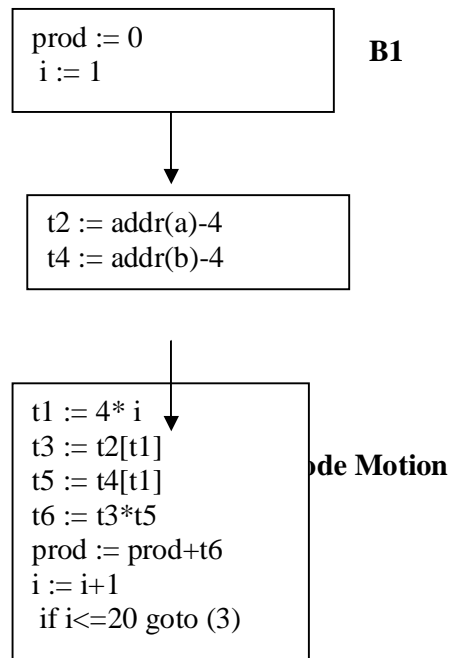 prod := 0
i := 1
B1
t2 := addr(a)-4
t4 := addr(b)-4
t1 := 4* i
t3 := t2[t1]
t5 := t4[t1]
t6 := t3*t5
prod := prod+t6
i := i+1
if i<=20 goto (3)
Motion